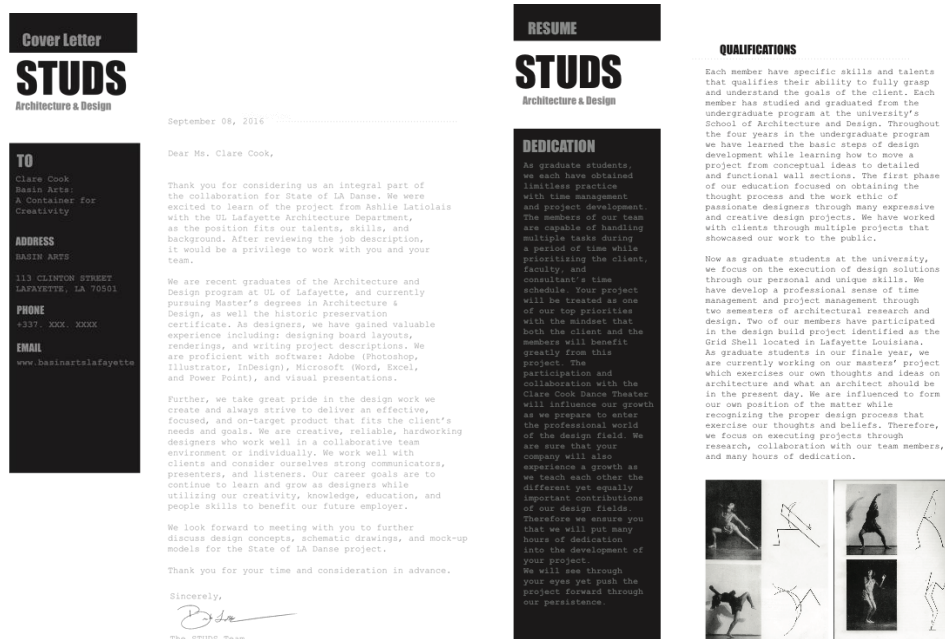 Cover Letter
STUDS
Architecture & Design
TO
Clare Cook
Basin Arts:
A Container for
Creativity
ADDRESS
BASIN ARTS
113 CLINTON STREET
LAFAYETTE, LA 70501
PHONE
+337. XXX. XXXX
EMAIL
www.basinartslafayette
September 08, 2016
Dear Ms. Clare Cook,
Thank you for considering us an integral part of
the collaboration for State of LA Danse. We were
excited to learn of the project from Ashlie Latiolais
with the UL Lafayette Architecture Department,
as the position fits our talents, skills, and
background. After reviewing the job description,
it would be a privilege to work with you and your
team.
We are recent graduates of the Architecture and
Design program at UL of Lafayette, and currently
pursuing Master's degrees in Architecture &
Design, as well the historic preservation
certificate. As designers, we have gained valuable
experience including: designing board layouts,
renderings, and writing project descriptions. We
are proficient with software: Adobe (Photoshop,
Illustrator, InDesign), Microsoft (Word, Excel,
and Power Point), and visual presentations.
Further, we take great pride in the design work we
create and always strive to deliver an effective,
focused, and on-target product that fits the client's
needs and goals. We are creative, reliable, hardworking
designers who work well in a collaborative team
environment or individually. We work well with
clients and consider ourselves strong communicators,
presenters, and listeners. Our career goals are to
continue to learn and grow as designers while
utilizing our creativity, knowledge, education, and
people skills to benefit our future employer.
We look forward to meeting with you to further
discuss design concepts, schematic drawings, and mock-up
models for the State of LA Danse project.
Thank you for your time and consideration in advance.
Sincerely,
The STUDS Team
RESUME
STUDS
Architecture & Design
DEDICATION
As graduate students,
we each have obtained
limitless practice
with time management
and project development.
The members of our team
are capable of handling
multiple tasks during
a period of time while
prioritizing the client,
faculty, and
consultant's time
schedule. Your project
will be treated as one
of our top priorities
with the mindset that
both the client and the
members will benefit
greatly from this
project. The
participation and
collaboration with the
Clare Cook Dance Theater
will influence our growth
as we prepare to enter
the professional world
of the design field. We
are sure that your
company will also
experience a growth as
we teach each other the
different yet equally
important contributions
of our design fields.
Therefore we ensure you
that we will put many
hours of dedication
into the development of
your project.
We will see through
your eyes yet push the
project forward through
our persistence.
QUALIFICATIONS
Each member have specific skills and talents
that qualifies their ability to fully grasp
and understand the goals of the client. Each
member has studied and graduated from the
undergraduate program at the university's
School of Architecture and Design. Throughout
the four years in the undergraduate program
we have learned the basic steps of design
development while learning how to move a
project from conceptual ideas to detailed
and functional wall sections. The first phase
of our education focused on obtaining the
thought process and the work ethic of
passionate designers through many expressive
and creative design projects. We have worked
with clients through multiple projects that
showcased our work to the public.
Now as graduate students at the university,
we focus on the execution of design solutions
through our personal and unique skills. We
have develop a professional sense of time
management and project management through
two semesters of architectural research and
design. Two of our members have participated
in the design build project identified as the
Grid Shell located in Lafayette Louisiana.
As graduate students in our finale year, we
are currently working on our masters' project
which exercises our own thoughts and ideas on
architecture and what an architect should be
in the present day. We are influenced to form
our own position of the matter while
recognizing the proper design process that
exercise our thoughts and beliefs. Therefore,
we focus on executing projects through
research, collaboration with our team members,
and many hours of dedication.